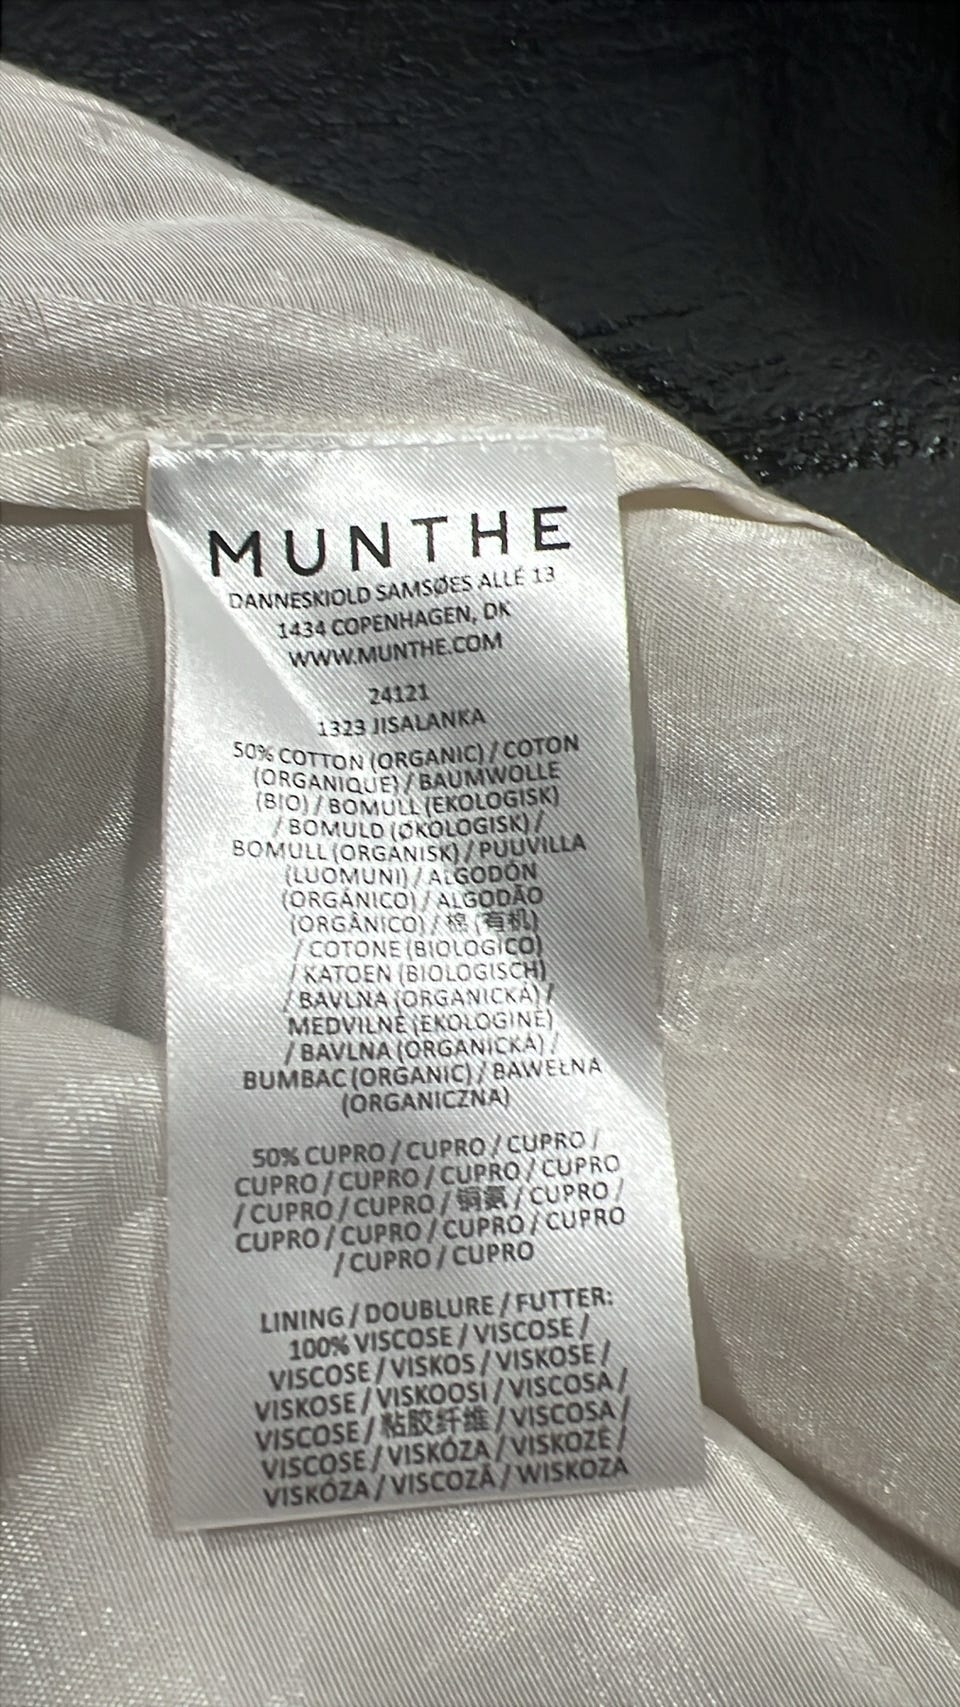 MUNTHE
DANNESKIOLD SAMSØES ALLÉ 13
1434 COPENHAGEN, DK
WWW.MUNTHE.COM
24121
1323 JISALANKA
50% COTTON (ORGANIC) / COTON
(ORGANIQUE) / BAUMWOLLE
(BIO) / BOMULL (EKOLOGISK)
/ BOMULD (ØKOLOGISK) /
BOMULL (ORGANISK) / PUUVILLA
(LUOMUNI) / ALGODÓN
(ORGÁNICO) / ALGODÃO
(ORGÂNICO) / 棉 (有机)
/ COTONE (BIOLOGICO)
/ KATOEN (BIOLOGISCH)
/ BAVLNA (ORGANICKÁ) /
MEDVILNĖ (EKOLOGINĖ)
/ BAVLNA (ORGANICKÁ) /
BUMBAC (ORGANIC) / BAWEŁNA
(ORGANICZNA)
50% CUPRO / CUPRO / CUPRO /
CUPRO / CUPRO / CUPRO / CUPRO
/ CUPRO / CUPRO / 铜氨 / CUPRO /
CUPRO / CUPRO / CUPRO / CUPRO
/ CUPRO / CUPRO
LINING / DOUBLURE / FUTTER:
100% VISCOSE / VISCOSE /
VISCOSE / VISKOS / VISKOSE /
VISKOSE / VISKOOSI / VISCOSA /
VISCOSE / 粘胶纤维 / VISCOSA /
VISCOSE / VISKÓZA / VISKOZĖ /
VISKÓZA / VISCOZĂ / WISKOZA